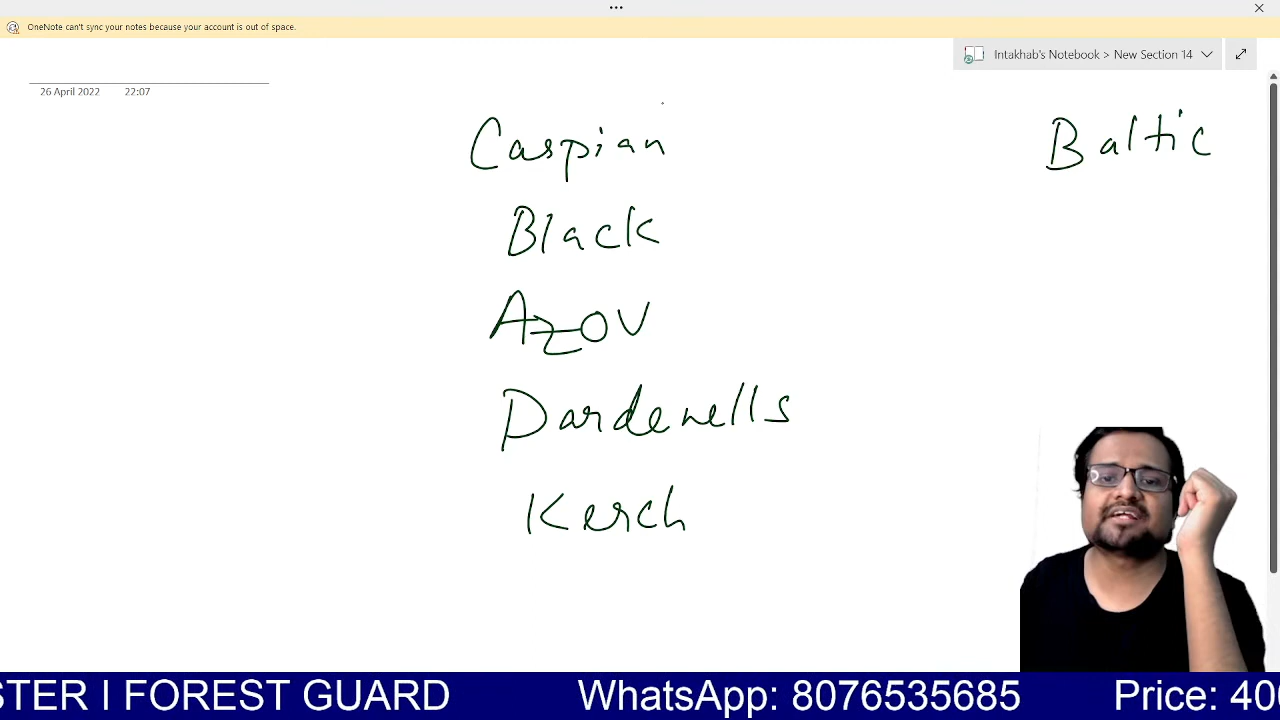 OneNote can't sync your notes because your account is out of space.
Intakhab's Notebook > New Section 14
26 April 2022 22:07
Caspian
Baltic
Black
Azov
Dardenells
Kerch
STER I FOREST GUARD WhatsApp: 8076535685 Price: 40